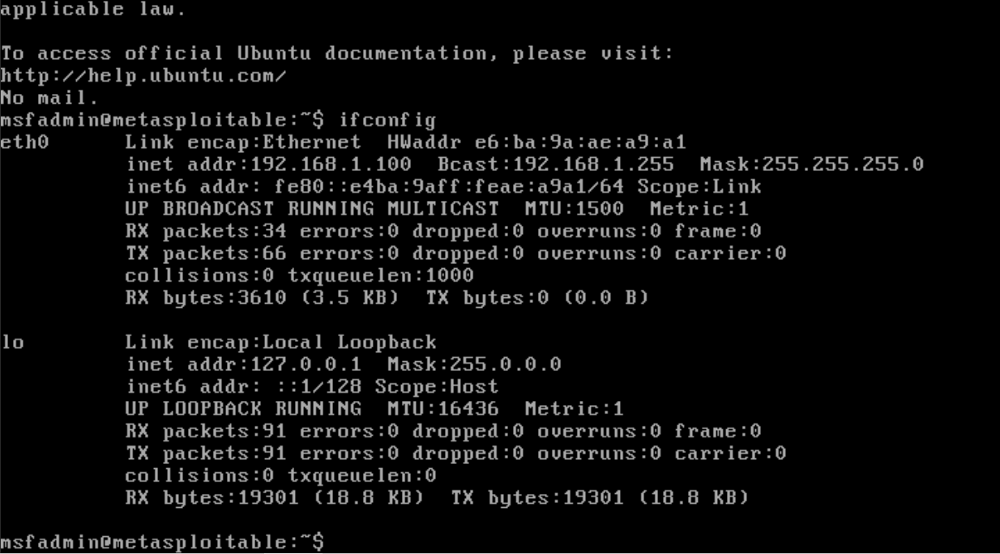 applicable law.

To access official Ubuntu documentation, please visit:
http://help.ubuntu.com/
No mail.
msfadmin@metasploitable:~$ ifconfig
eth0      Link encap:Ethernet  HWaddr e6:ba:9a:ae:a9:a1
          inet addr:192.168.1.100  Bcast:192.168.1.255  Mask:255.255.255.0
          inet6 addr: fe80::e4ba:9aff:feae:a9a1/64 Scope:Link
          UP BROADCAST RUNNING MULTICAST  MTU:1500  Metric:1
          RX packets:34 errors:0 dropped:0 overruns:0 frame:0
          TX packets:66 errors:0 dropped:0 overruns:0 carrier:0
          collisions:0 txqueuelen:1000
          RX bytes:3610 (3.5 KB)  TX bytes:0 (0.0 B)

lo        Link encap:Local Loopback
          inet addr:127.0.0.1  Mask:255.0.0.0
          inet6 addr: ::1/128 Scope:Host
          UP LOOPBACK RUNNING  MTU:16436  Metric:1
          RX packets:91 errors:0 dropped:0 overruns:0 frame:0
          TX packets:91 errors:0 dropped:0 overruns:0 carrier:0
          collisions:0 txqueuelen:0
          RX bytes:19301 (18.8 KB)  TX bytes:19301 (18.8 KB)

msfadmin@metasploitable:~$